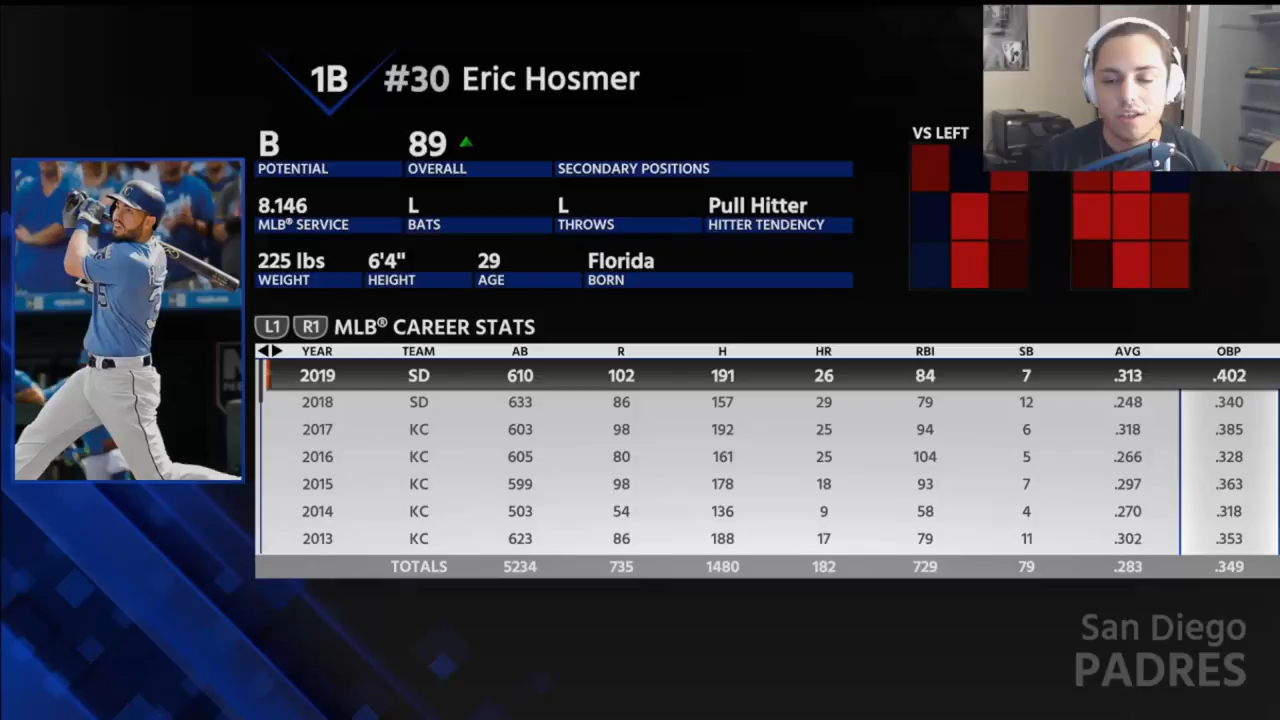 1B #30 Eric Hosmer
B 89
POTENTIAL OVERALL SECONDARY POSITIONS
8.146 L L Pull Hitter
MLB® SERVICE BATS THROWS HITTER TENDENCY
225 lbs 6'4" 29 Florida
WEIGHT HEIGHT AGE BORN
VS LEFT
L1 R1 MLB® CAREER STATS
YEAR TEAM AB R H HR RBI SB AVG OBP
2019 SD 610 102 191 26 84 7 .313 .402
2018 SD 633 86 157 29 79 12 .248 .340
2017 KC 603 98 192 25 94 6 .318 .385
2016 KC 605 80 161 25 104 5 .266 .328
2015 KC 599 98 178 18 93 7 .297 .363
2014 KC 503 54 136 9 58 4 .270 .318
2013 KC 623 86 188 17 79 11 .302 .353
TOTALS 5234 735 1480 182 729 79 .283 .349
San Diego
PADRES